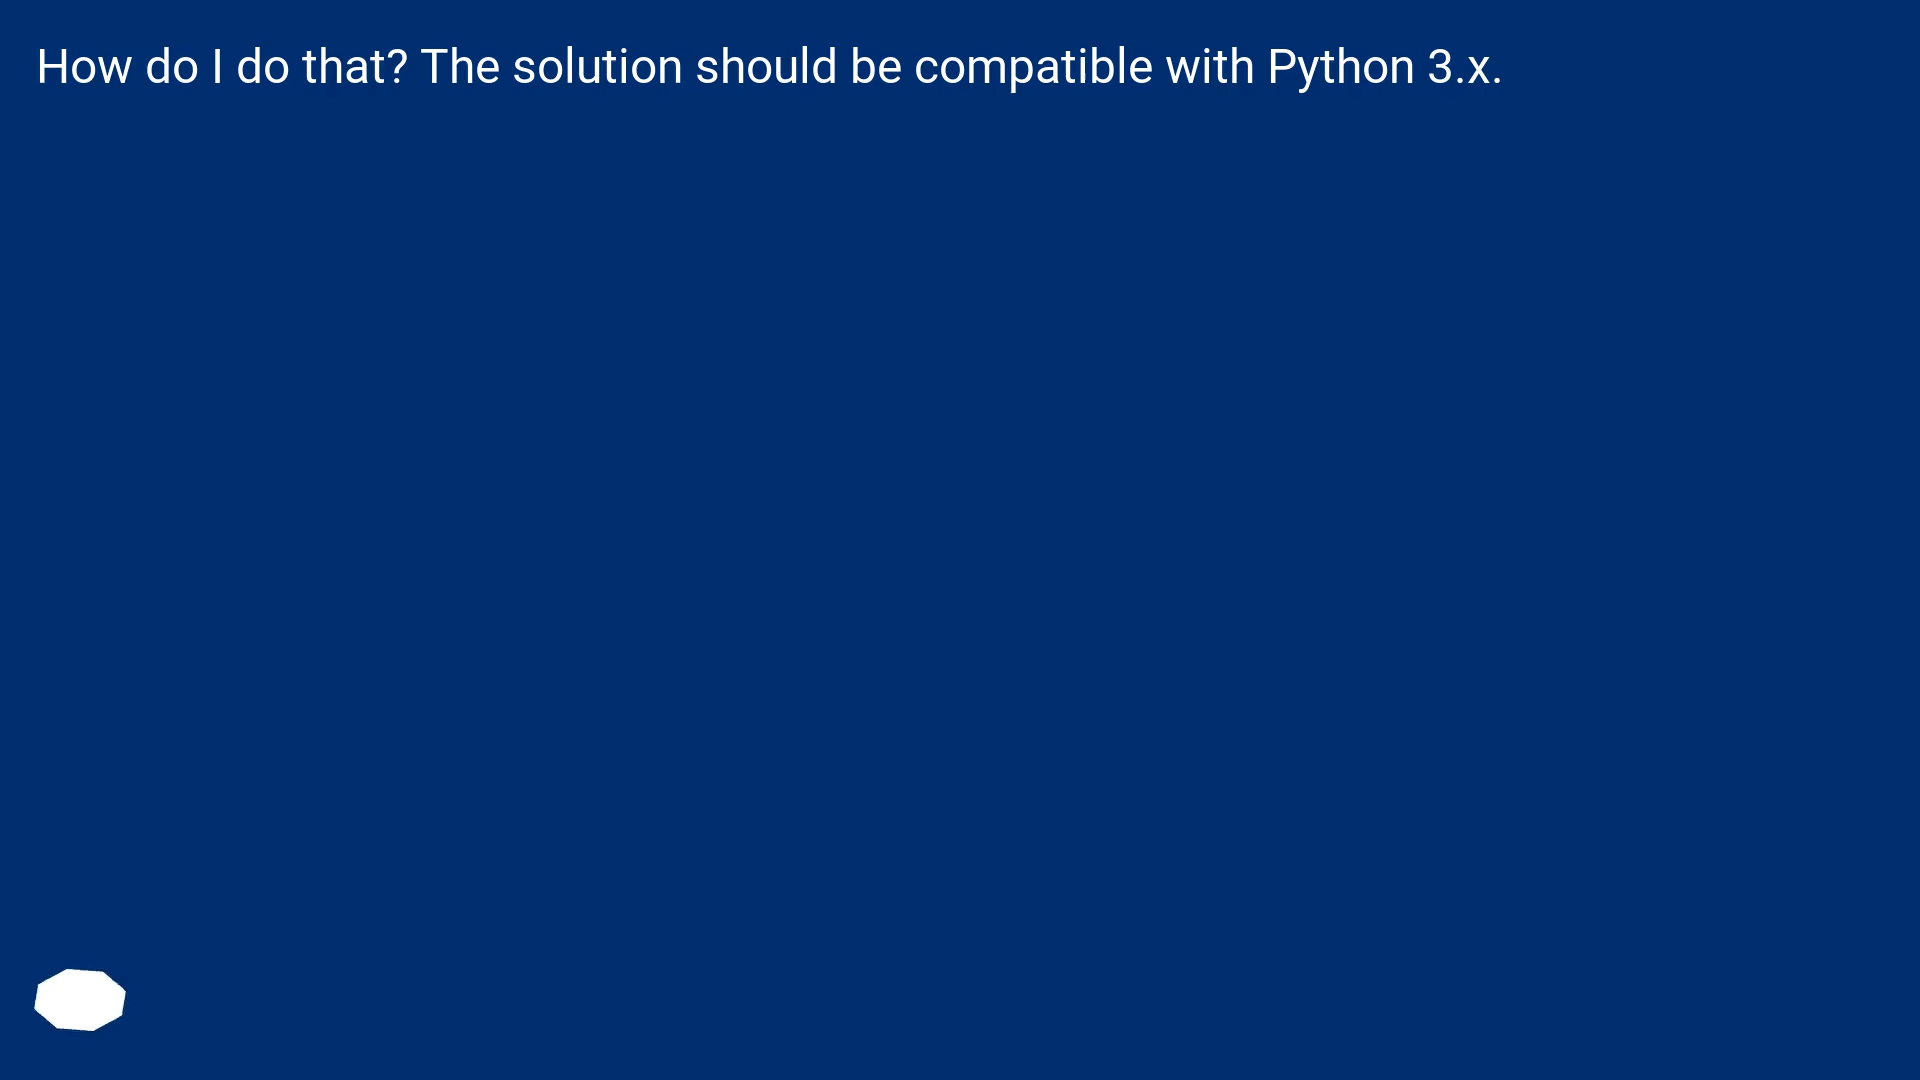 How do I do that? The solution should be compatible with Python 3.x.